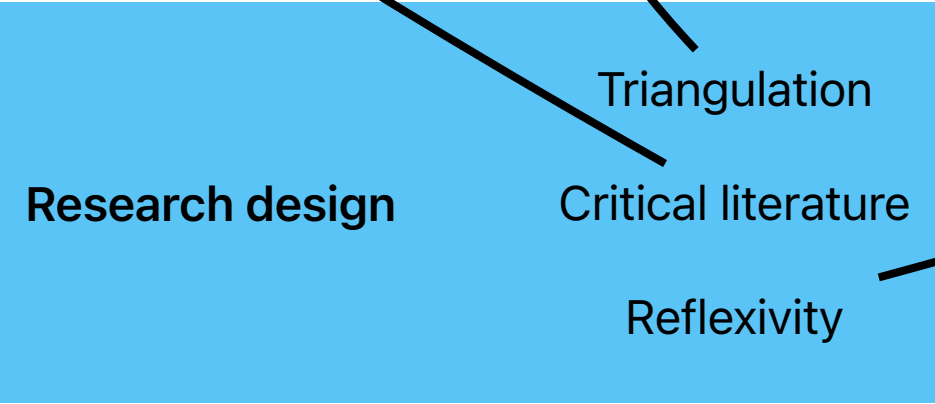 Triangulation
Research design
Critical literature
Reflexivity